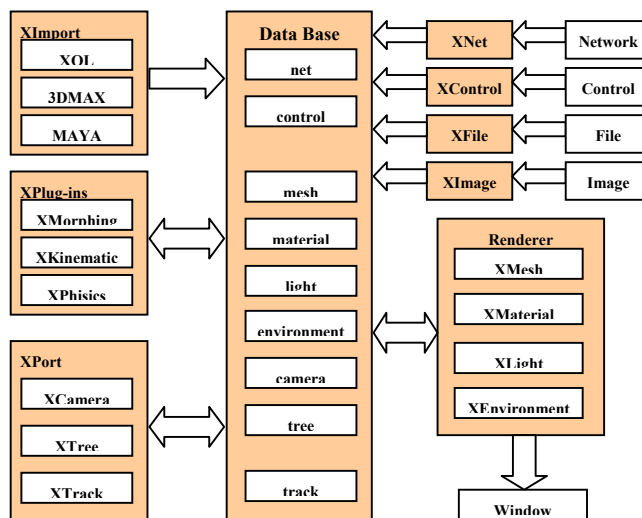 XImport
XOL
3DMAX
MAYA
XPlug-ins
XMorphing
XKinematic
XPhisics
XPort
XCamera
XTree
XTrack
Data Base
net
control
mesh
material
light
environment
camera
tree
track
XNet
Network
XControl
Control
XFile
File
XImage
Image
Renderer
XMesh
XMaterial
XLight
XEnvironment
Window